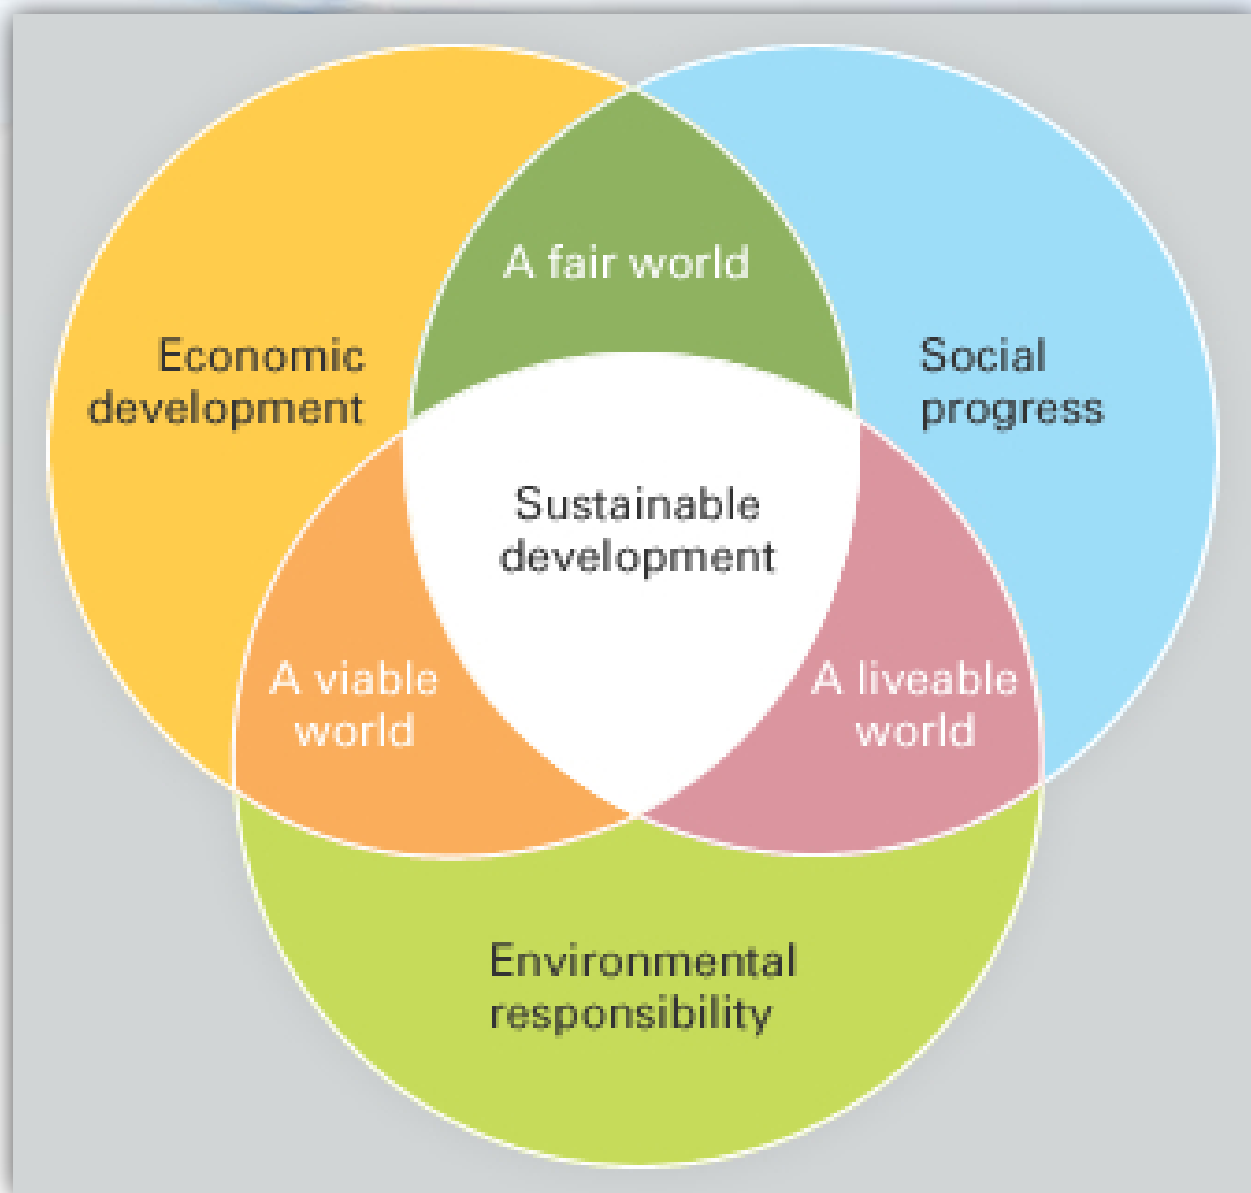 A fair world
Economic
development
Social
progress
Sustainable
development
A viable
world
A liveable
world
Environmental
responsibility